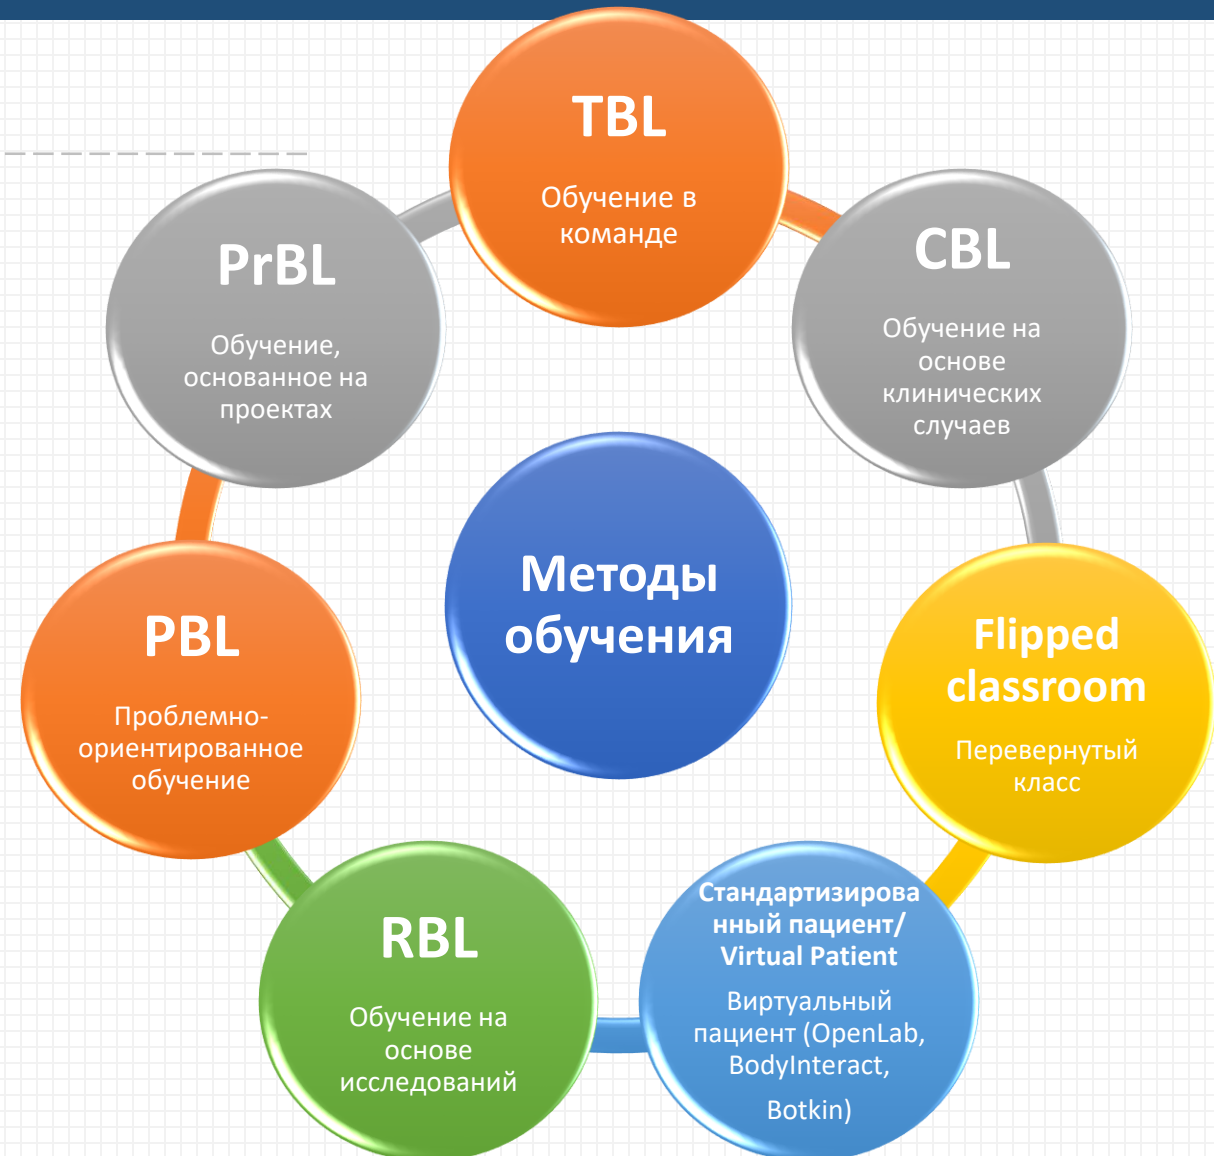 TBL
Обучение в
команде
CBL
Обучение на
основе
клинических
случаев
Flipped
classroom
Перевернутый
класс
Стандартизирова
нный пациент/
Virtual Patient
Виртуальный
пациент (OpenLab,
BodyInteract,
Botkin)
RBL
Обучение на
основе
исследований
PBL
Проблемно-
ориентированное
обучение
PrBL
Обучение,
основанное на
проектах
Методы
обучения